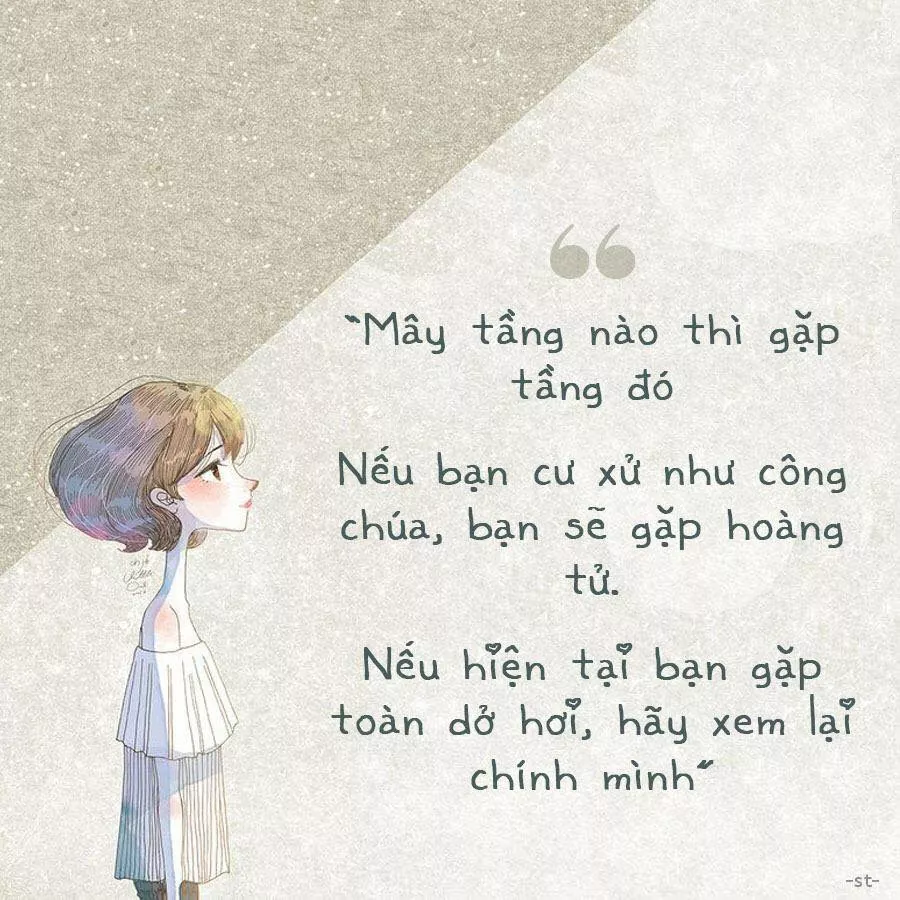 “Mây tầng nào thì gặp
tầng đó
Nếu bạn cư xử như công
chúa, bạn sẽ gặp hoàng
tử.
Nếu hiện tại bạn gặp
toàn dở hơi, hãy xem lại
chính mình“
-st-